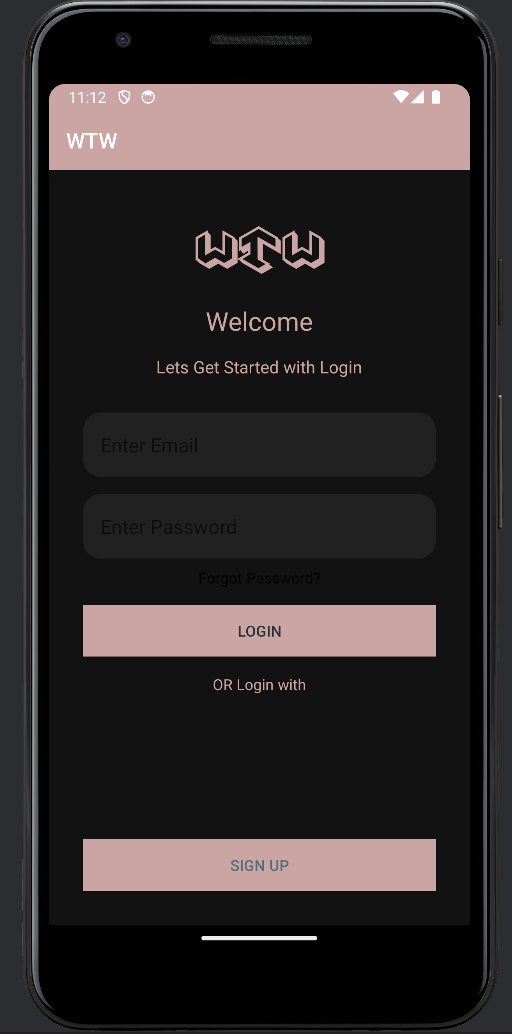 11:12
WTW
WTW
Welcome
Lets Get Started with Login
Enter Email
Enter Password
Forgot Password?
LOGIN
OR Login with
SIGN UP